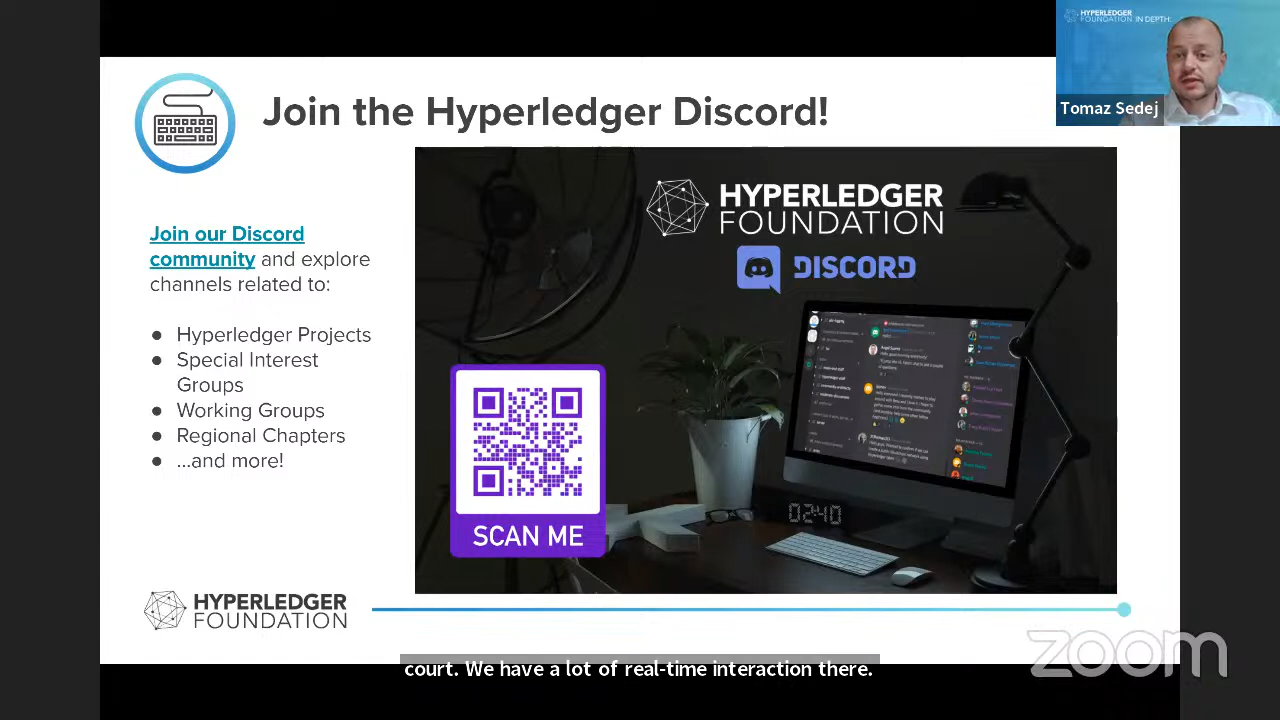 HYPERLEDGER
FOUNDATION IN DEPTH:
Tomaz Sedej
Join the Hyperledger Discord!
Join our Discord
community and explore
channels related to:
● Hyperledger Projects
● Special Interest
Groups
● Working Groups
● Regional Chapters
● ...and more!
HYPERLEDGER
FOUNDATION
DISCORD
02:40
SCAN ME
HYPERLEDGER
FOUNDATION
zoom
court. We have a lot of real-time interaction there.